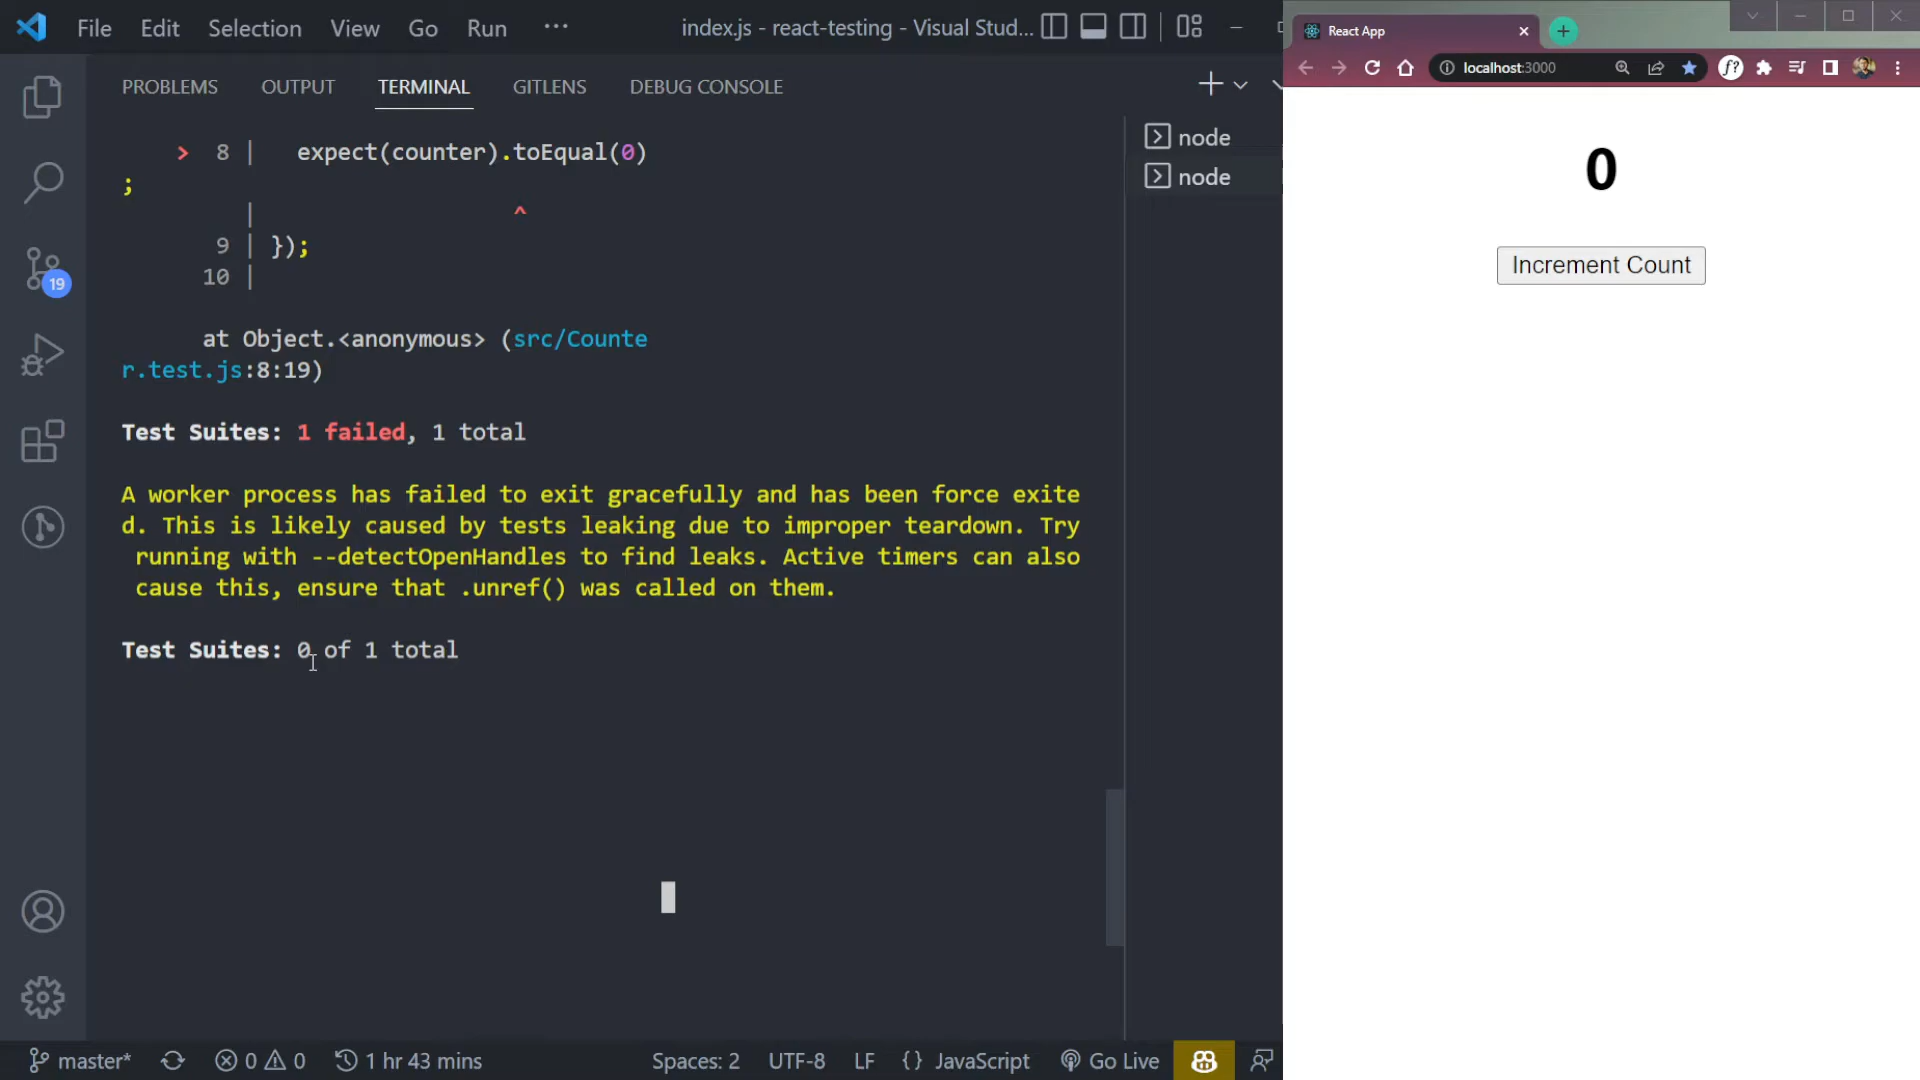 File Edit Selection View Go Run ··· index.js - react-testing - Visual Stud...
PROBLEMS OUTPUT TERMINAL GITLENS DEBUG CONSOLE
> 8 | expect(counter).toEqual(0)
;
| ^
9 | });
10 |
at Object.<anonymous> (src/Counte
r.test.js:8:19)
Test Suites: 1 failed, 1 total
A worker process has failed to exit gracefully and has been force exite
d. This is likely caused by tests leaking due to improper teardown. Try
running with --detectOpenHandles to find leaks. Active timers can also
cause this, ensure that .unref() was called on them.
Test Suites: 0 of 1 total
node
node
19
master* 0 0 1 hr 43 mins Spaces: 2 UTF-8 LF {} JavaScript Go Live
React App
localhost:3000
f?
0
Increment Count